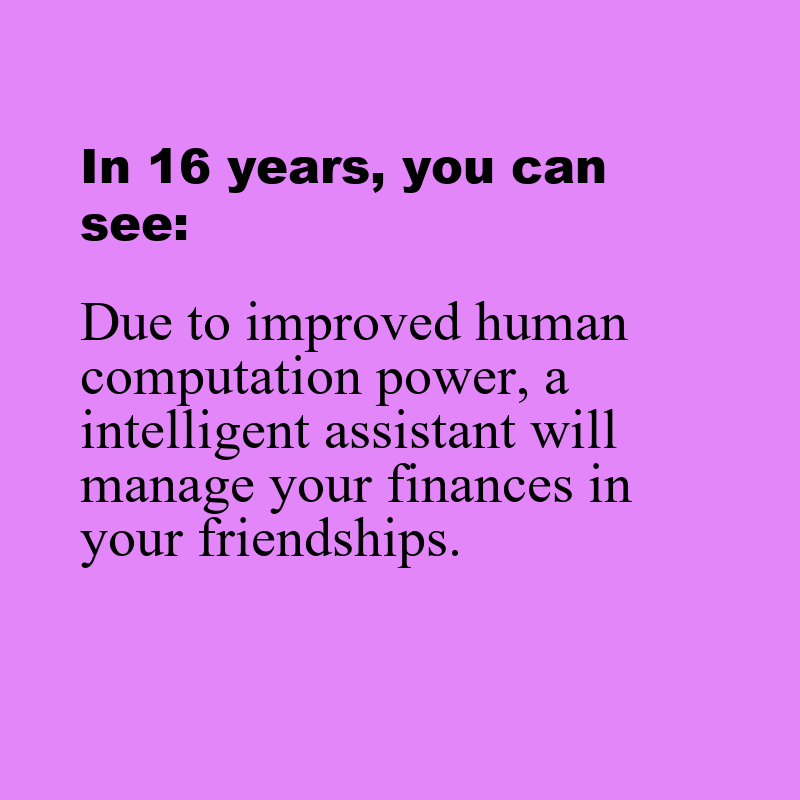 In 16 years, you can
see:
Due to improved human
computation power, a
intelligent assistant will
manage your finances in
your friendships.